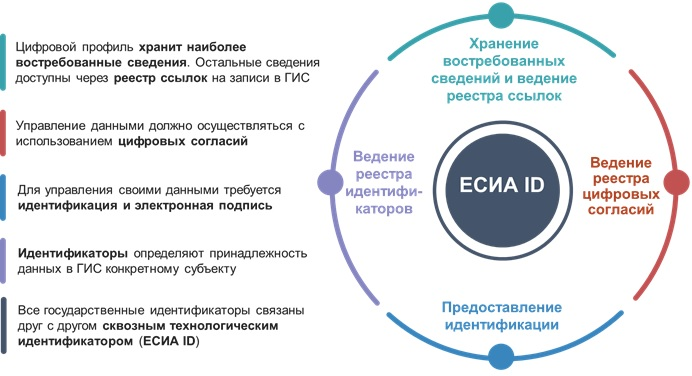 Цифровой профиль хранит наиболее
востребованные сведения. Остальные сведения
доступны через реестр ссылок на записи в ГИС
Управление данными должно осуществляться с
использованием цифровых согласий
Для управления своими данными требуется
идентификация и электронная подпись
Идентификаторы определяют принадлежность
данных в ГИС конкретному субъекту
Все государственные идентификаторы связаны
друг с другом сквозным технологическим
идентификатором (ЕСИА ID)
Хранение
востребованных
сведений и ведение
реестра ссылок
Ведение
реестра
идентифи-
каторов
ЕСИА ID
Ведение
реестра
цифровых
согласий
Предоставление
идентификации